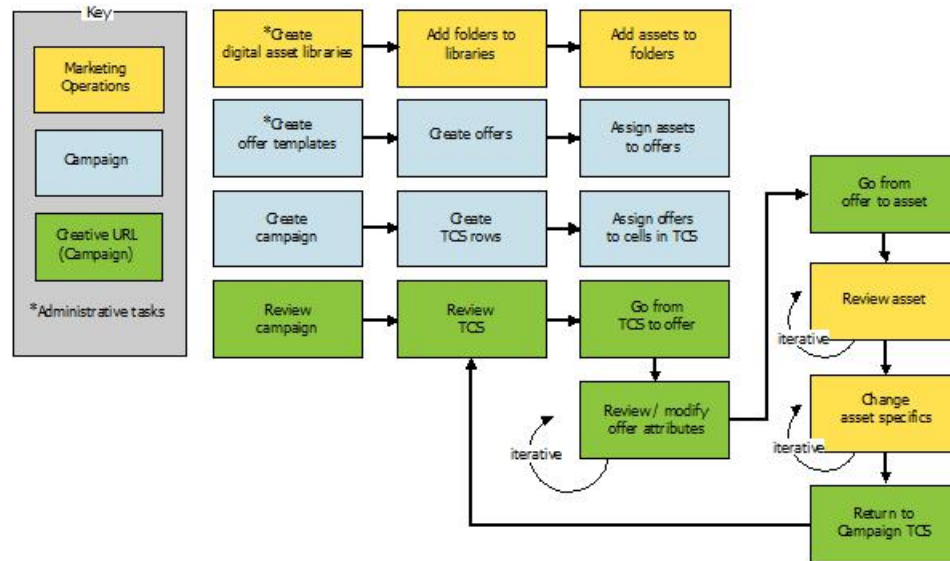 Key
Marketing
Operations
Campaign
Creative URL
(Campaign)
*Administrative tasks
*Create
digital asset libraries
Add folders to
libraries
Add assets to
folders
*Create
offer templates
Create offers
Assign assets
to offers
Create
campaign
Create
TCS rows
Assign offers
to cells in TCS
Review
campaign
Review
TCS
Go from
TCS to offer
Review / modify
offer attributes
iterative
Go from
offer to asset
Review asset
iterative
Change
asset specifics
iterative
Return to
Campaign TCS